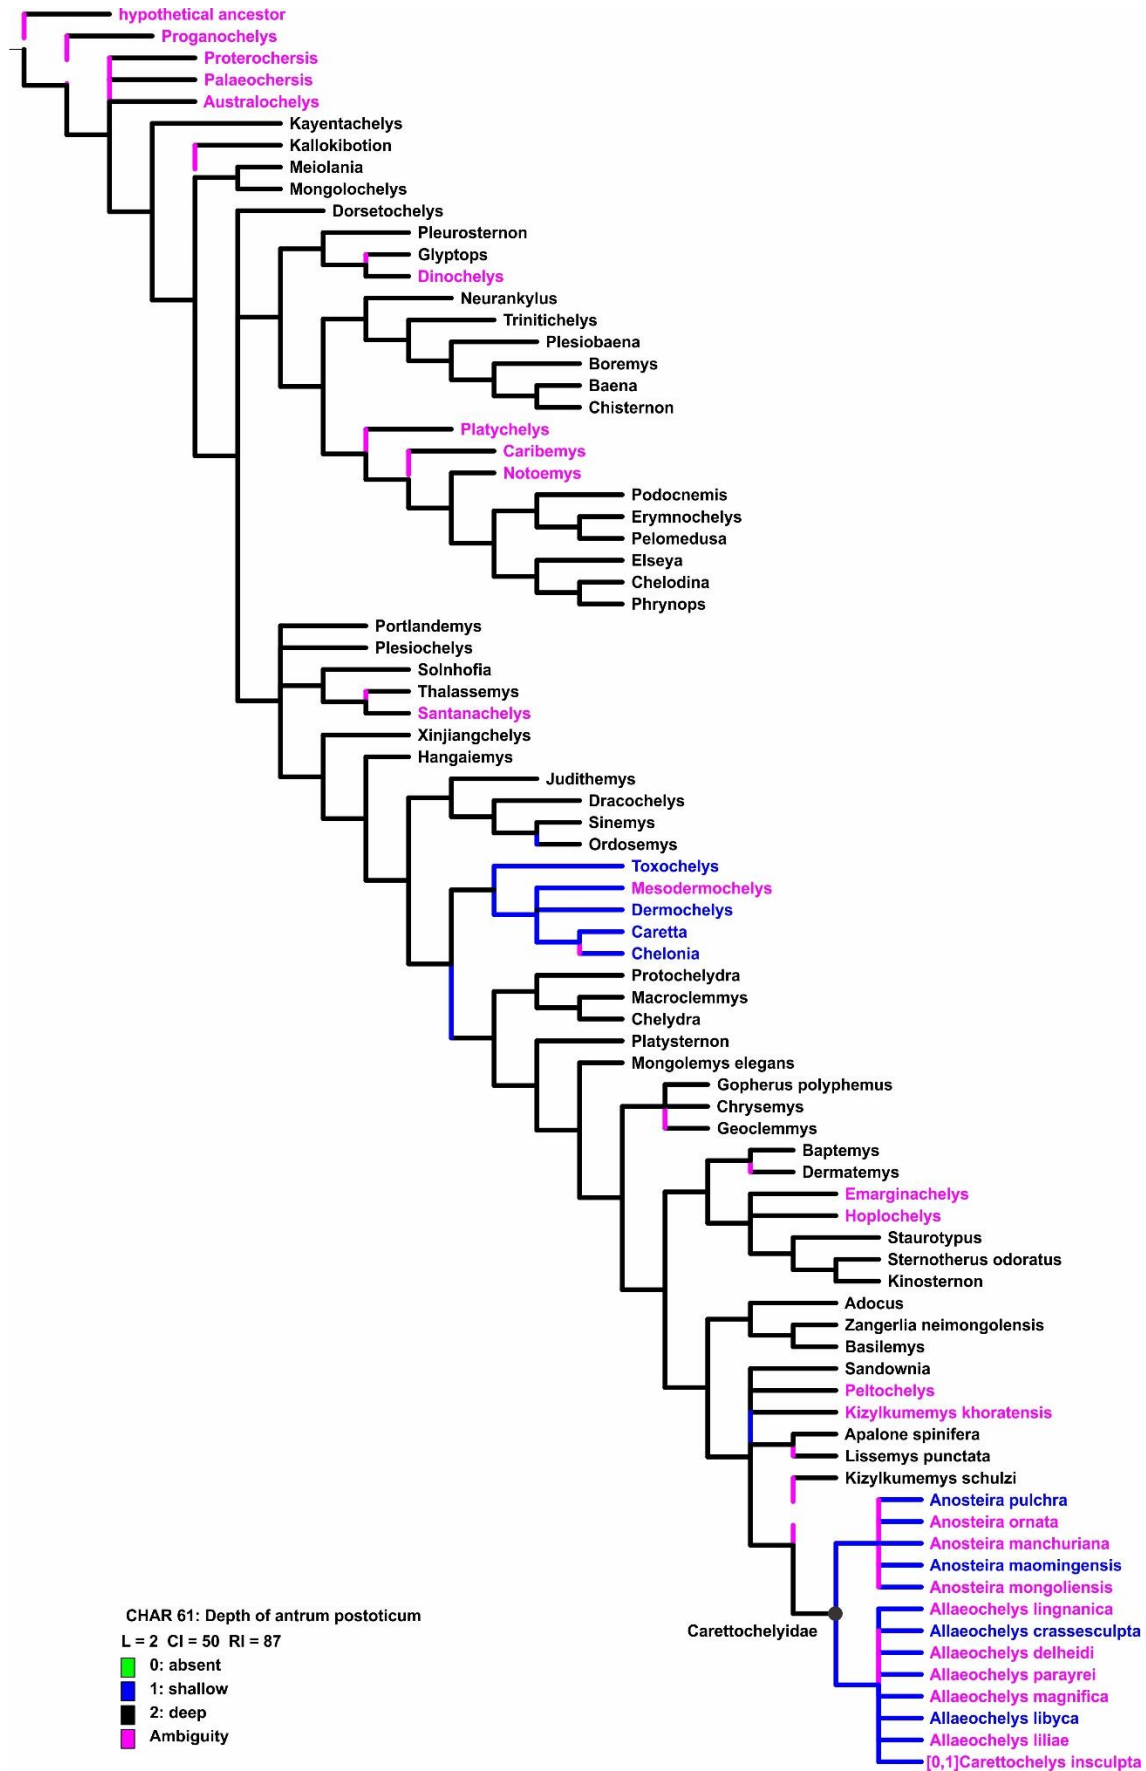 hypothetical ancestor
Proganochelys
Proterochersis
Palaeochersis
Australochelys
Kayentachelys
Kallokibotion
Meiolania
Mongolochelys
Dorsetochelys
Pleurosternon
Glyptops
Dinochelys
Neurankylus
Trinitichelys
Plesiobaena
Boremys
Baena
Chisternon
Platychelys
Caribemys
Notoemys
Podocnemis
Erymnochelys
Pelomedusa
Elseya
Chelodina
Phrynops
Portlandemys
Plesiochelys
Solnhofia
Thalassemys
Santanachelys
Xinjiangchelys
Hangaiemys
Judithemys
Dracochelys
Sinemys
Ordosemys
Toxochelys
Mesodermochelys
Dermochelys
Caretta
Chelonia
Protochelydra
Macroclemmys
Chelydra
Platysternon
Mongolemys elegans
Gopherus polyphemus
Chrysemys
Geoclemmys
Baptemys
Dermatemys
Emarginachelys
Hoplochelys
Staurotypus
Sternotherus odoratus
Kinosternon
Adocus
Zangerlia neimongolensis
Basilemys
Sandownia
Peltochelys
Kizylkumemys khoratensis
Apalone spinifera
Lissemys punctata
Kizylkumemys schulzi
Anosteira pulchra
Anosteira ornata
Anosteira manchuriana
Anosteira maomingensis
Anosteira mongoliensis
Allaeochelys lingnanica
Allaeochelys crassesculpta
Allaeochelys delheidi
Allaeochelys parayrei
Allaeochelys magnifica
Allaeochelys libyca
Allaeochelys liliae
[0,1]Carettochelys insculpta
Carettochelyidae
CHAR 61: Depth of antrum postoticum
L = 2 CI = 50 RI = 87
0: absent
1: shallow
2: deep
Ambiguity